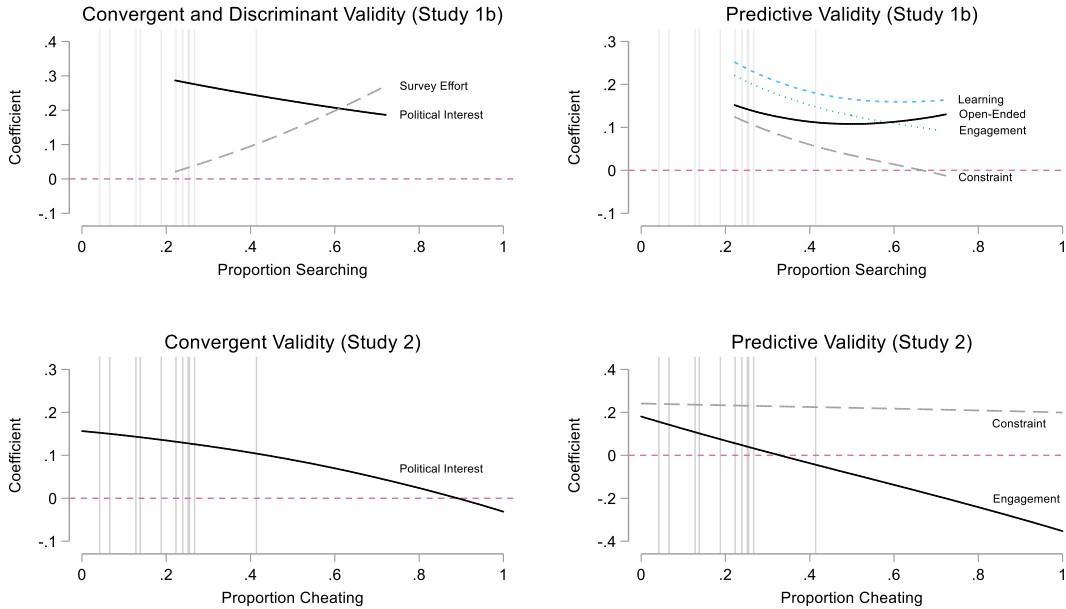 Convergent and Discriminant Validity (Study 1b)
.4
.3
.2
.1
0
-.1
Coefficient
Survey Effort
Political Interest
0 .2 .4 .6 .8 1
Proportion Searching
Predictive Validity (Study 1b)
.3
.2
.1
0
-.1
Coefficient
Learning
Open-Ended
Engagement
Constraint
0 .2 .4 .6 .8 1
Proportion Searching
Convergent Validity (Study 2)
.3
.2
.1
0
-.1
Coefficient
Political Interest
0 .2 .4 .6 .8 1
Proportion Cheating
Predictive Validity (Study 2)
.4
.2
0
-.2
-.4
Coefficient
Constraint
Engagement
0 .2 .4 .6 .8 1
Proportion Cheating